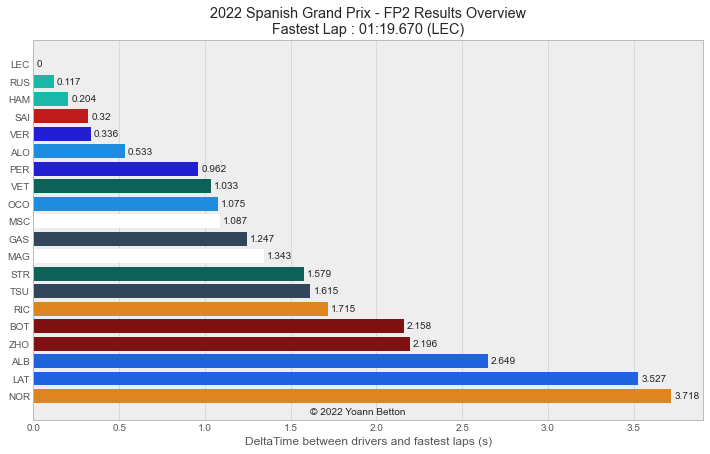 2022 Spanish Grand Prix - FP2 Results Overview
Fastest Lap : 01:19.670 (LEC)
LEC 0
RUS 0.117
HAM 0.204
SAI 0.32
VER 0.336
ALO 0.533
PER 0.962
VET 1.033
OCO 1.075
MSC 1.087
GAS 1.247
MAG 1.343
STR 1.579
TSU 1.615
RIC 1.715
BOT 2.158
ZHO 2.196
ALB 2.649
LAT 3.527
NOR 3.718
© 2022 Yoann Betton
0.0 0.5 1.0 1.5 2.0 2.5 3.0 3.5
DeltaTime between drivers and fastest laps (s)